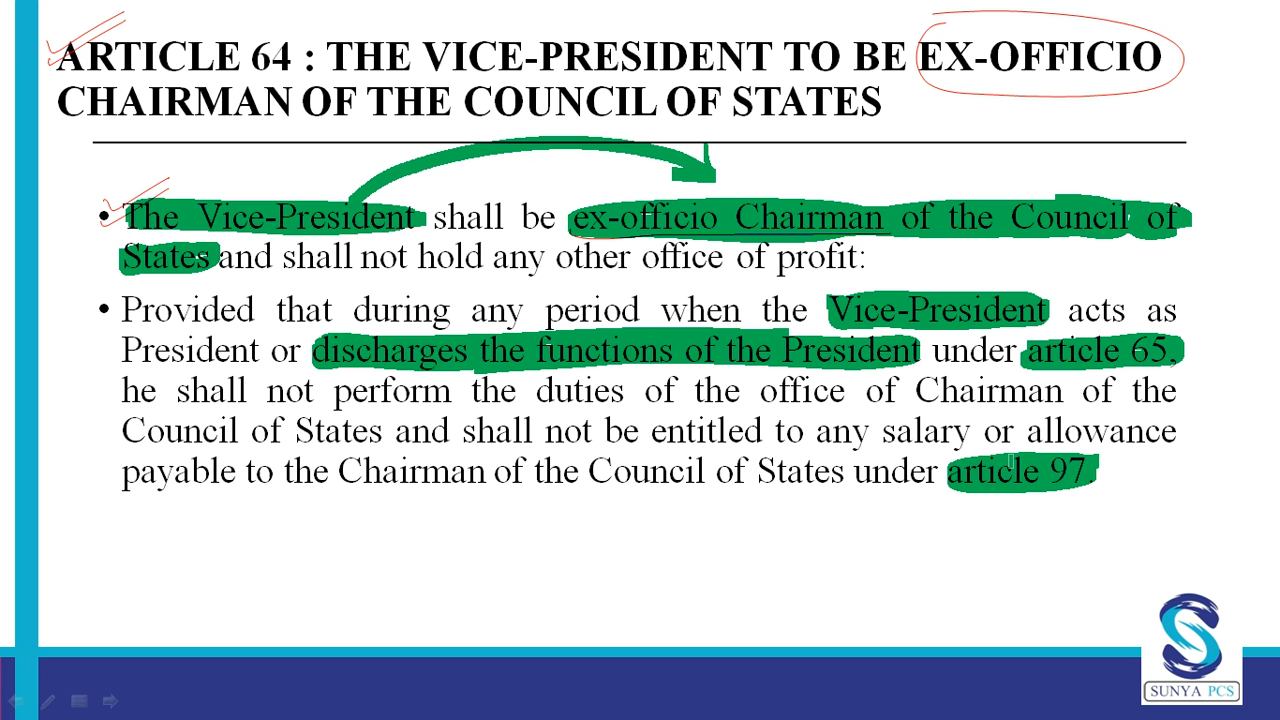 ARTICLE 64 : THE VICE-PRESIDENT TO BE EX-OFFICIO
CHAIRMAN OF THE COUNCIL OF STATES
• The Vice-President shall be ex-officio Chairman of the Council of
States and shall not hold any other office of profit:
• Provided that during any period when the Vice-President acts as
President or discharges the functions of the President under article 65,
he shall not perform the duties of the office of Chairman of the
Council of States and shall not be entitled to any salary or allowance
payable to the Chairman of the Council of States under article 97.
SUNYA PCS